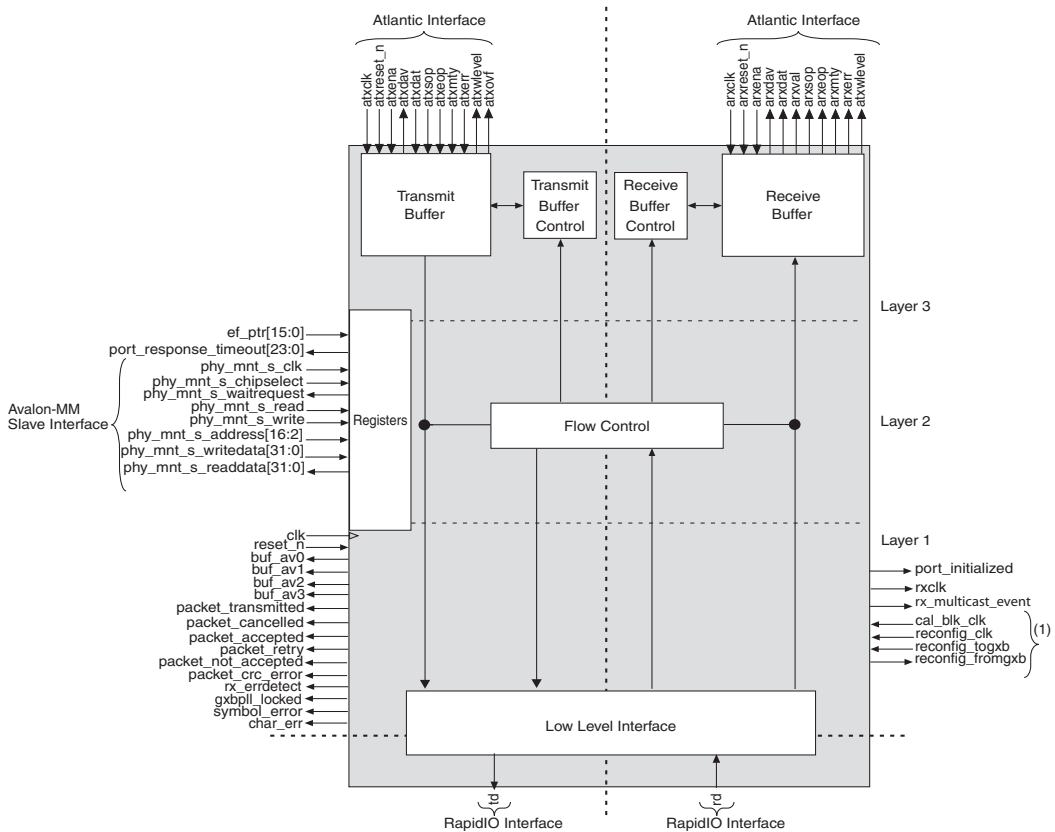 Atlantic Interface
Atlantic Interface
atxclk
atxreset_n
atxena
atxdav
atxdat
atxsop
atxeop
atxmty
atxerr
atxwlevel
atxovf
arxclk
arxreset_n
arxena
arxdav
arxdat
arxval
arxsop
arxeop
arxmty
arxerr
atxwlevel
Transmit
Buffer
Transmit
Buffer
Control
Receive
Buffer
Control
Receive
Buffer
Layer 3
ef_ptr[15:0]
port_response_timeout[23:0]
phy_mnt_s_clk
phy_mnt_s_chipselect
phy_mnt_s_waitrequest
phy_mnt_s_read
phy_mnt_s_write
phy_mnt_s_address[16:2]
phy_mnt_s_writedata[31:0]
phy_mnt_s_readdata[31:0]
Avalon-MM
Slave Interface
Registers
Flow Control
Layer 2
clk
reset_n
buf_av0
buf_av1
buf_av2
buf_av3
packet_transmitted
packet_cancelled
packet_accepted
packet_retry
packet_not_accepted
packet_crc_error
rx_errdetect
gxbpll_locked
symbol_error
char_err
Layer 1
port_initialized
rxclk
rx_multicast_event
cal_blk_clk
reconfig_clk
reconfig_togxb
reconfig_fromgxb
(1)
Low Level Interface
td
rd
RapidIO Interface
RapidIO Interface